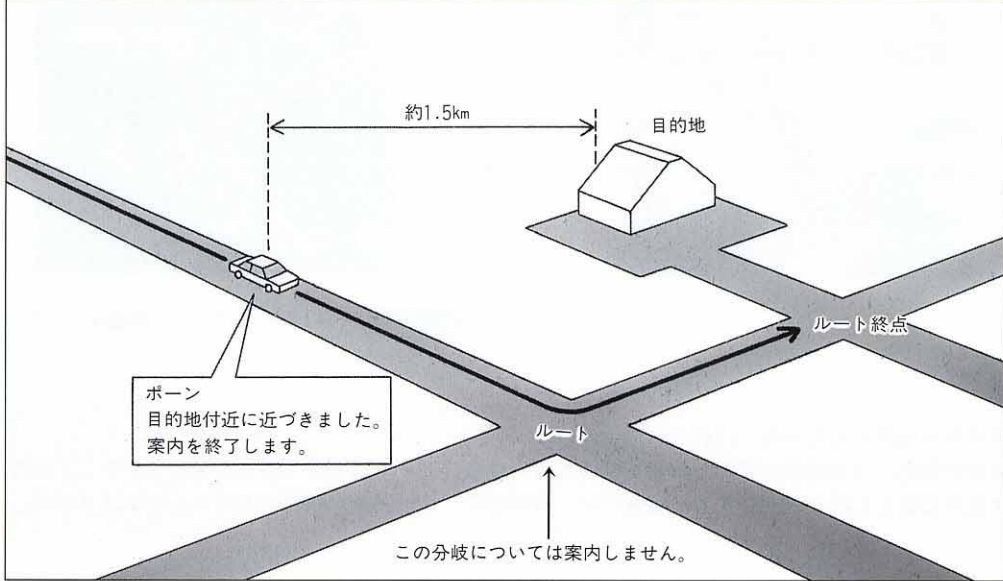 約1.5km
目的地
ルート終点
ポーン
目的地付近に近づきました。
案内を終了します。
ルート
この分岐については案内しません。